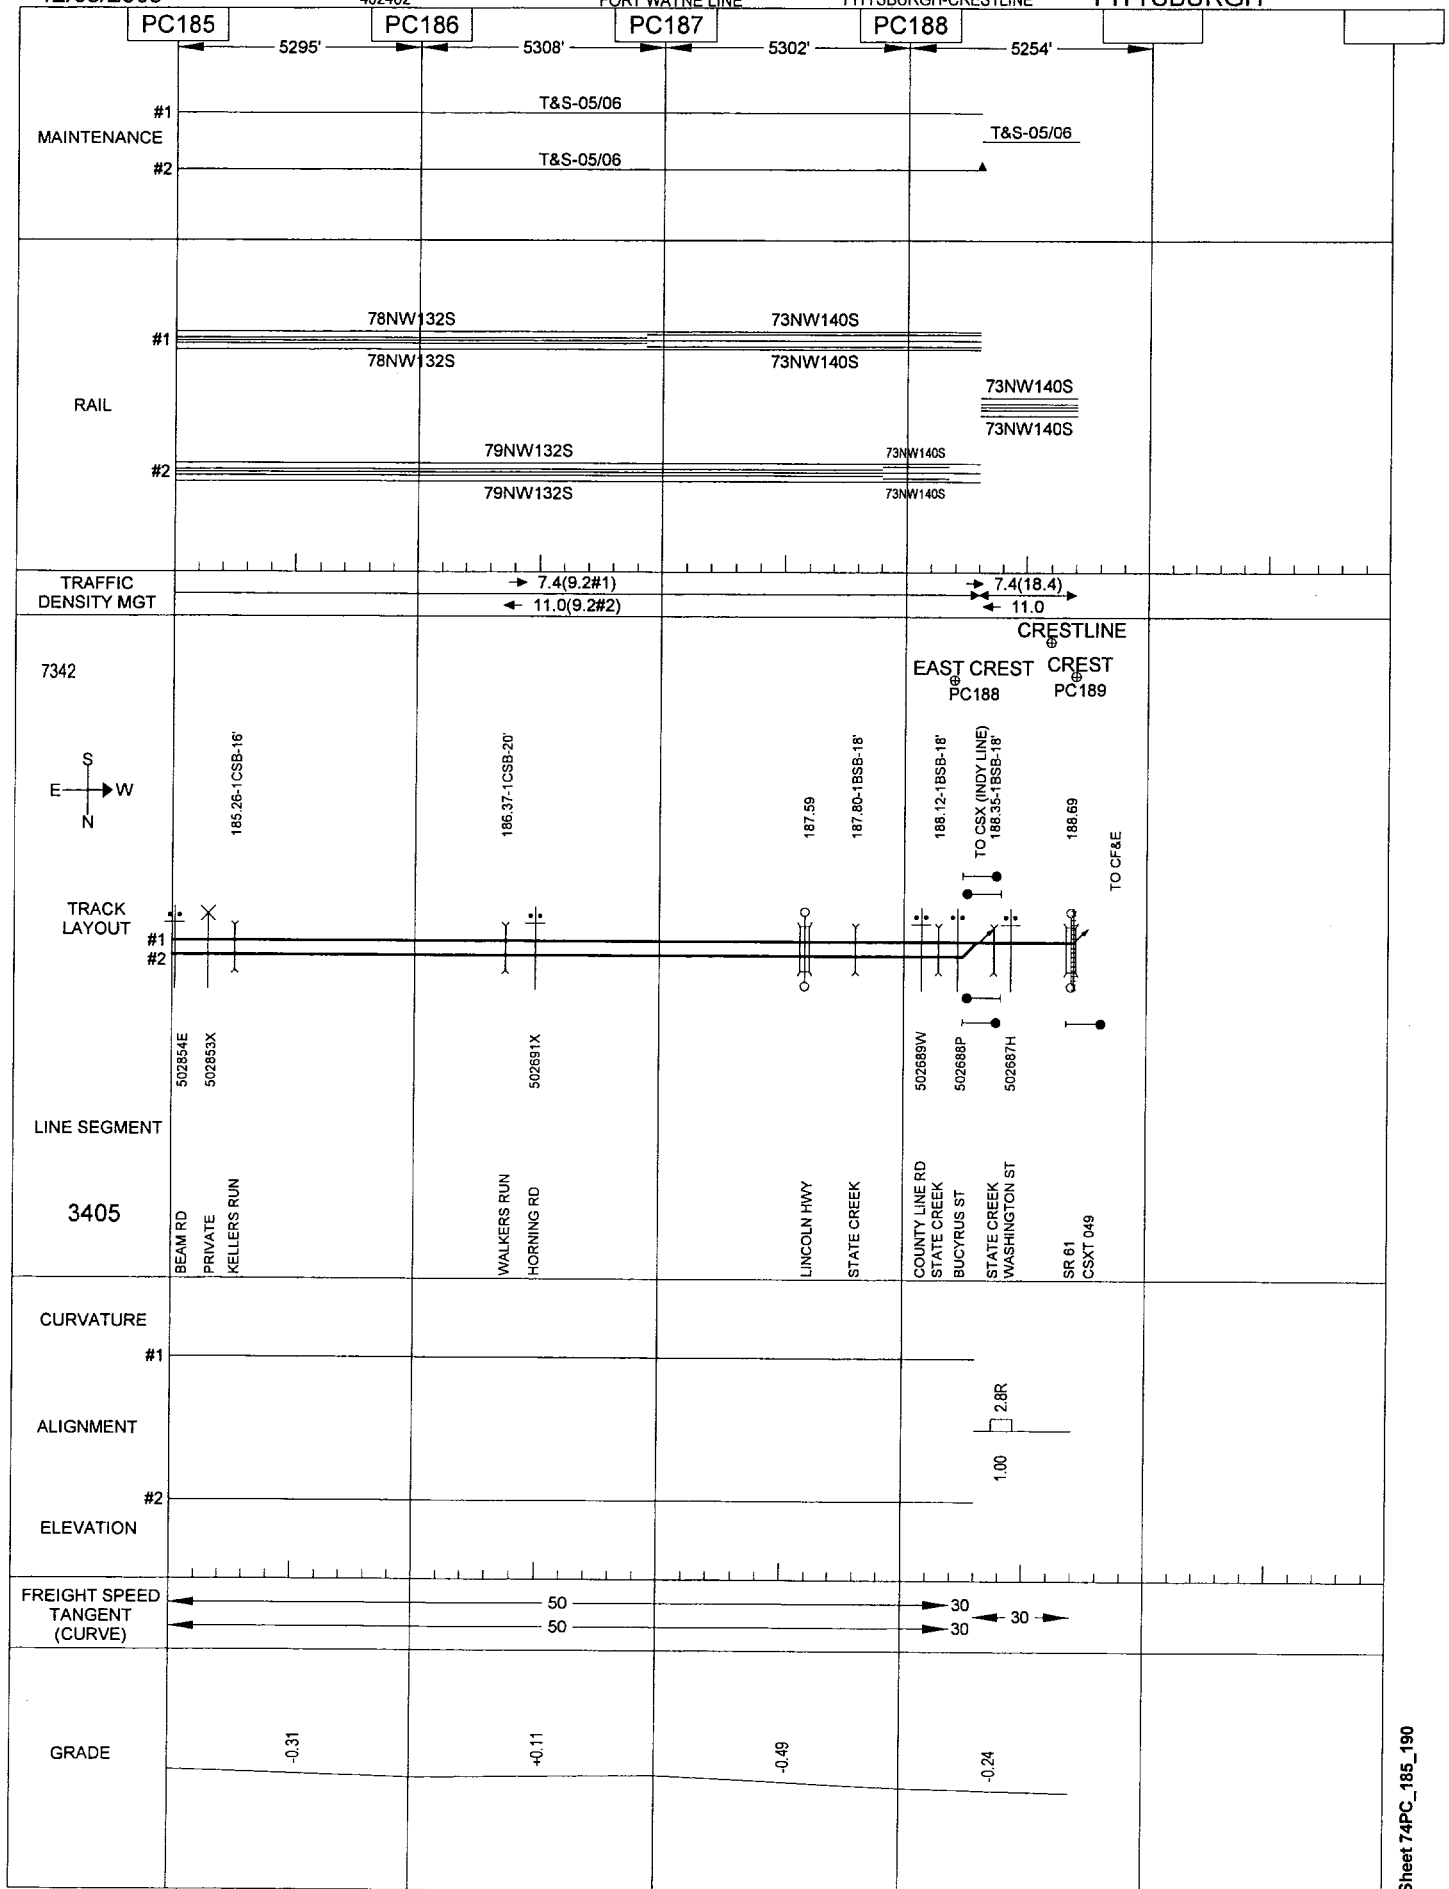 FORT WAYNE LINE
PITTSBURGH-CRESTLINE
PITTSBURGH
PC185 PC186 PC187 PC188
5295' 5308' 5302' 5254'
MAINTENANCE
#1 T&S-05/06
T&S-05/06
#2 T&S-05/06
RAIL
#1
78NW132S 73NW140S
78NW132S 73NW140S
73NW140S
73NW140S
#2
79NW132S 73NW140S
79NW132S 73NW140S
TRAFFIC
DENSITY MGT
7.4(9.2#1) 7.4(18.4)
11.0(9.2#2) 11.0
CRESTLINE
EAST CREST CREST
PC188 PC189
7342
S
E W
N
185.26-1CSB-16'
186.37-1CSB-20'
187.59
187.80-1BSB-18'
188.12-1BSB-18'
TO CSX (INDY LINE)
188.35-1BSB-18'
188.69
TO CF&E
TRACK
LAYOUT
#1
#2
502854E
502853X
502691X
502689W
502688P
502687H
LINE SEGMENT
3405
BEAM RD
PRIVATE
KELLERS RUN
WALKERS RUN
HORNING RD
LINCOLN HWY
STATE CREEK
COUNTY LINE RD
STATE CREEK
BUCYRUS ST
STATE CREEK
WASHINGTON ST
SR 61
CSXT 049
CURVATURE
#1
ALIGNMENT
2.8R
1.00
#2
ELEVATION
FREIGHT SPEED
TANGENT
(CURVE)
50 30
30
50 30
GRADE
-0.31
+0.11
-0.49
-0.24
Sheet 74PC_185_190